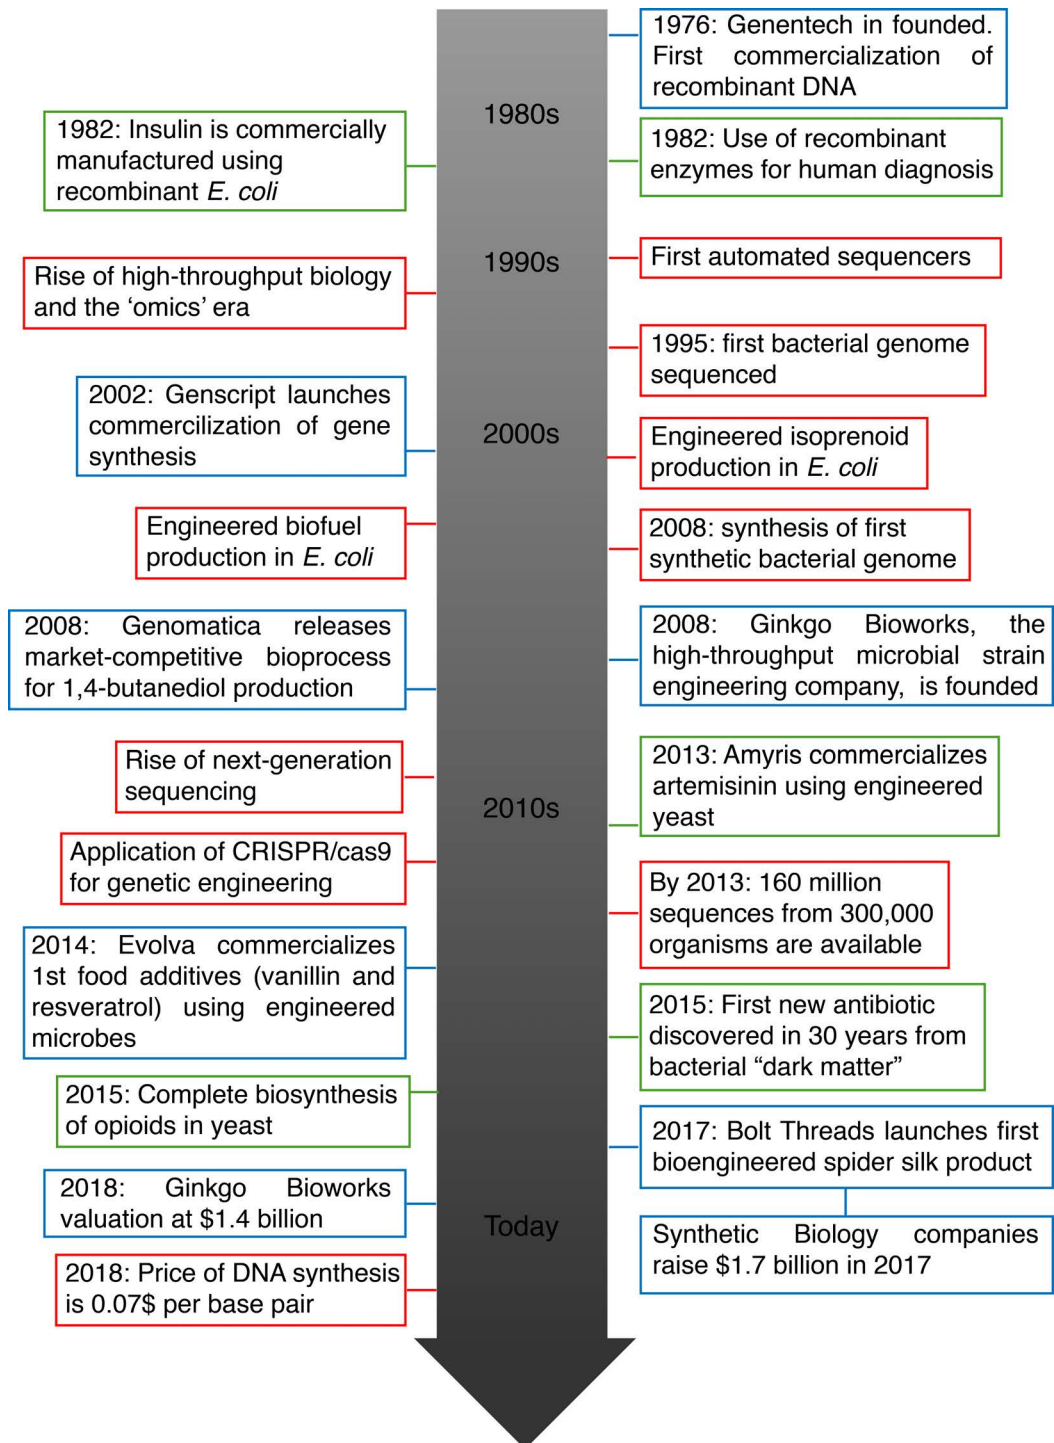 1976: Genentech in founded.
First commercialization of
recombinant DNA
1980s
1982: Insulin is commercially
manufactured using
recombinant E. coli
1982: Use of recombinant
enzymes for human diagnosis
1990s
First automated sequencers
Rise of high-throughput biology
and the ‘omics’ era
1995: first bacterial genome
sequenced
2002: Genscript launches
commercilization of gene
synthesis
2000s
Engineered isoprenoid
production in E. coli
Engineered biofuel
production in E. coli
2008: synthesis of first
synthetic bacterial genome
2008: Genomatica releases
market-competitive bioprocess
for 1,4-butanediol production
2008: Ginkgo Bioworks, the
high-throughput microbial strain
engineering company, is founded
Rise of next-generation
sequencing
2010s
2013: Amyris commercializes
artemisinin using engineered
yeast
Application of CRISPR/cas9
for genetic engineering
By 2013: 160 million
sequences from 300,000
organisms are available
2014: Evolva commercializes
1st food additives (vanillin and
resveratrol) using engineered
microbes
2015: First new antibiotic
discovered in 30 years from
bacterial “dark matter”
2015: Complete biosynthesis
of opioids in yeast
2017: Bolt Threads launches first
bioengineered spider silk product
2018: Ginkgo Bioworks
valuation at $1.4 billion
Today
Synthetic Biology companies
raise $1.7 billion in 2017
2018: Price of DNA synthesis
is 0.07$ per base pair